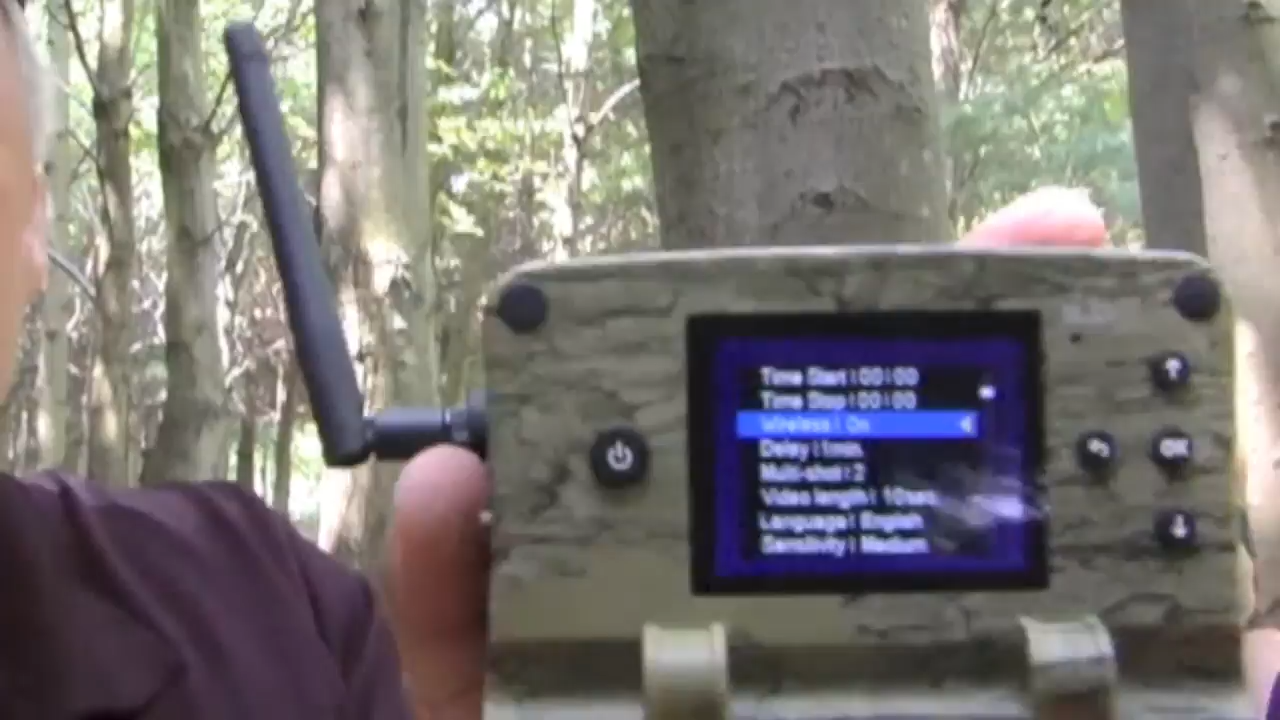 Time Start : 00:00
Time Stop : 00:00
Wireless : On
Delay : 1min.
Multi-shot : 2
Video length : 10sec
Language : English
Sensitivity : Medium
OK